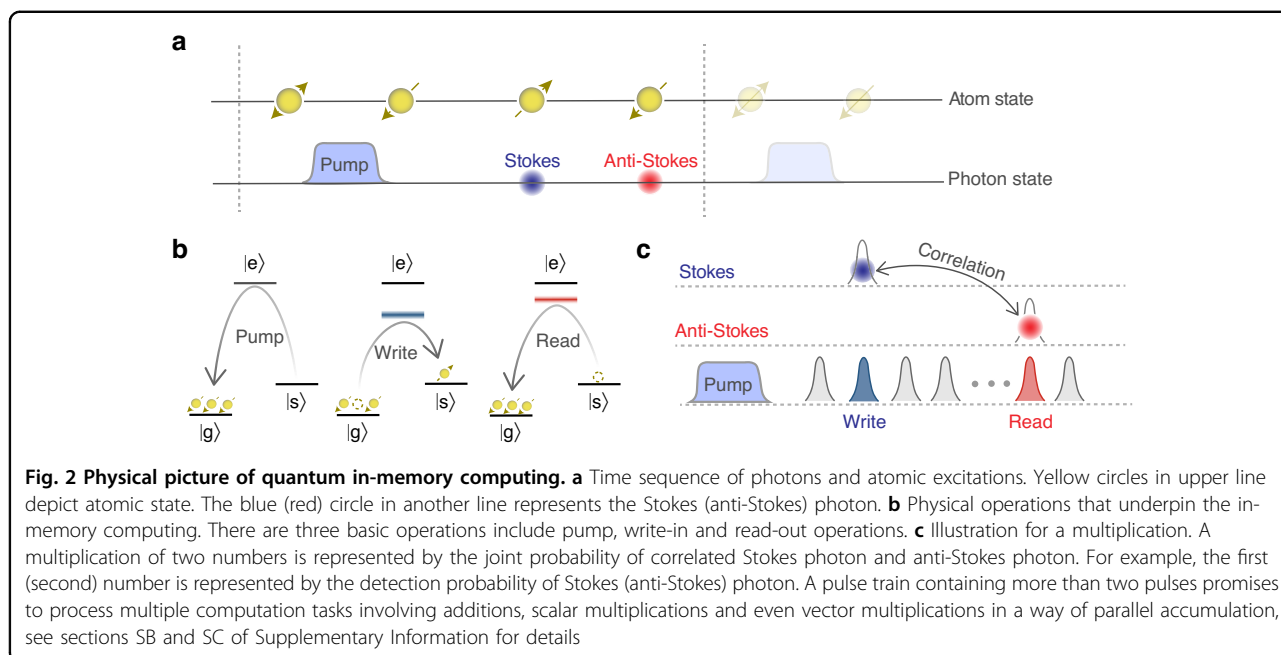 a
Atom state
Pump
Stokes
Anti-Stokes
Photon state
b
|e⟩
|e⟩
|e⟩
Pump
Write
Read
|s⟩
|s⟩
|s⟩
|g⟩
|g⟩
|g⟩
c
Stokes
Correlation
Anti-Stokes
Pump
Write
Read
Fig. 2 Physical picture of quantum in-memory computing. a Time sequence of photons and atomic excitations. Yellow circles in upper line
depict atomic state. The blue (red) circle in another line represents the Stokes (anti-Stokes) photon. b Physical operations that underpin the in-
memory computing. There are three basic operations include pump, write-in and read-out operations. c Illustration for a multiplication. A
multiplication of two numbers is represented by the joint probability of correlated Stokes photon and anti-Stokes photon. For example, the first
(second) number is represented by the detection probability of Stokes (anti-Stokes) photon. A pulse train containing more than two pulses promises
to process multiple computation tasks involving additions, scalar multiplications and even vector multiplications in a way of parallel accumulation,
see sections SB and SC of Supplementary Information for details